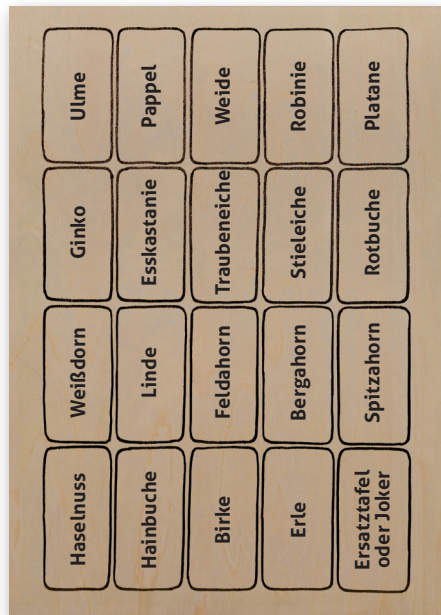 Haselnuss
Weißdorn
Ginko
Ulme
Hainbuche
Linde
Esskastanie
Pappel
Birke
Feldahorn
Traubeneiche
Weide
Erle
Bergahorn
Stieleiche
Robinie
Ersatztafel
oder Joker
Spitzahorn
Rotbuche
Platane